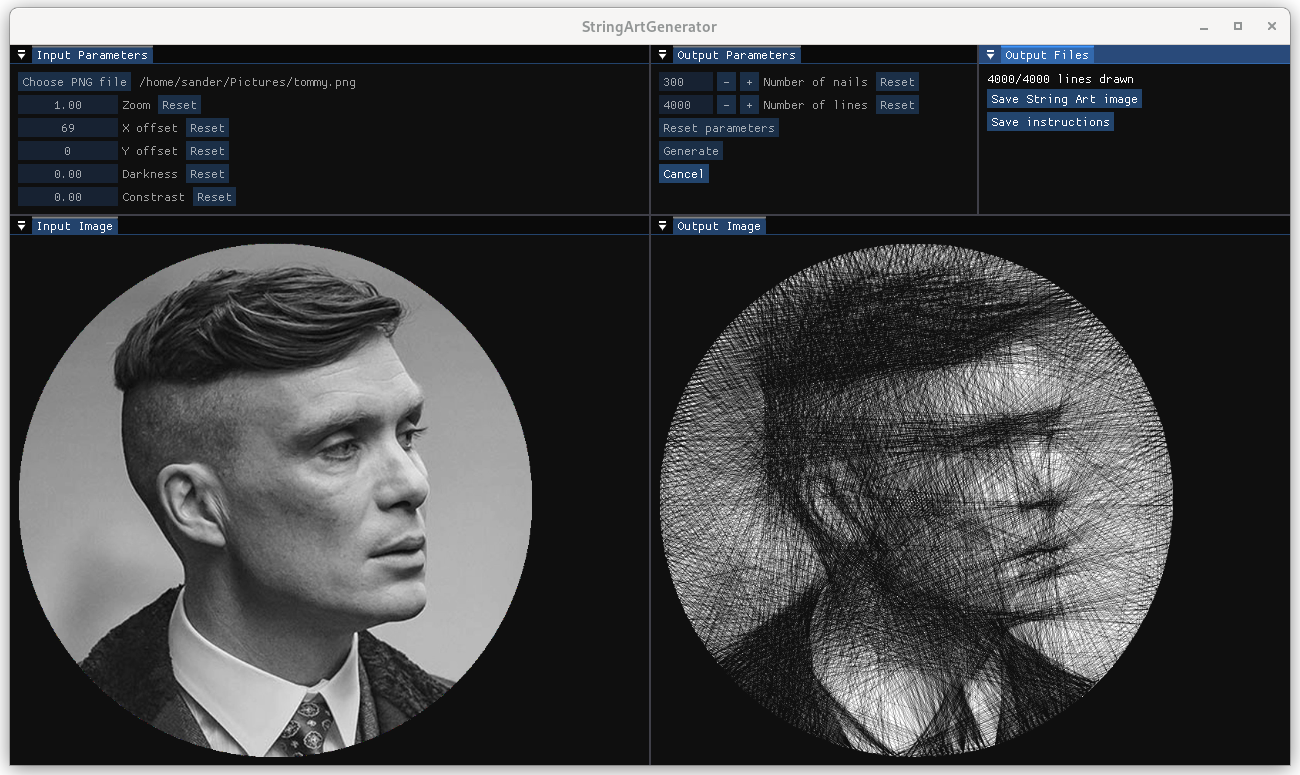 StringArtGenerator
Input Parameters
Choose PNG file /home/sander/Pictures/tommy.png
1.00 Zoom Reset
69 X offset Reset
0 Y offset Reset
0.00 Darkness Reset
0.00 Constrast Reset
Output Parameters
300 - + Number of nails Reset
4000 - + Number of lines Reset
Reset parameters
Generate
Cancel
Output Files
4000/4000 lines drawn
Save String Art image
Save instructions
Input Image
Output Image